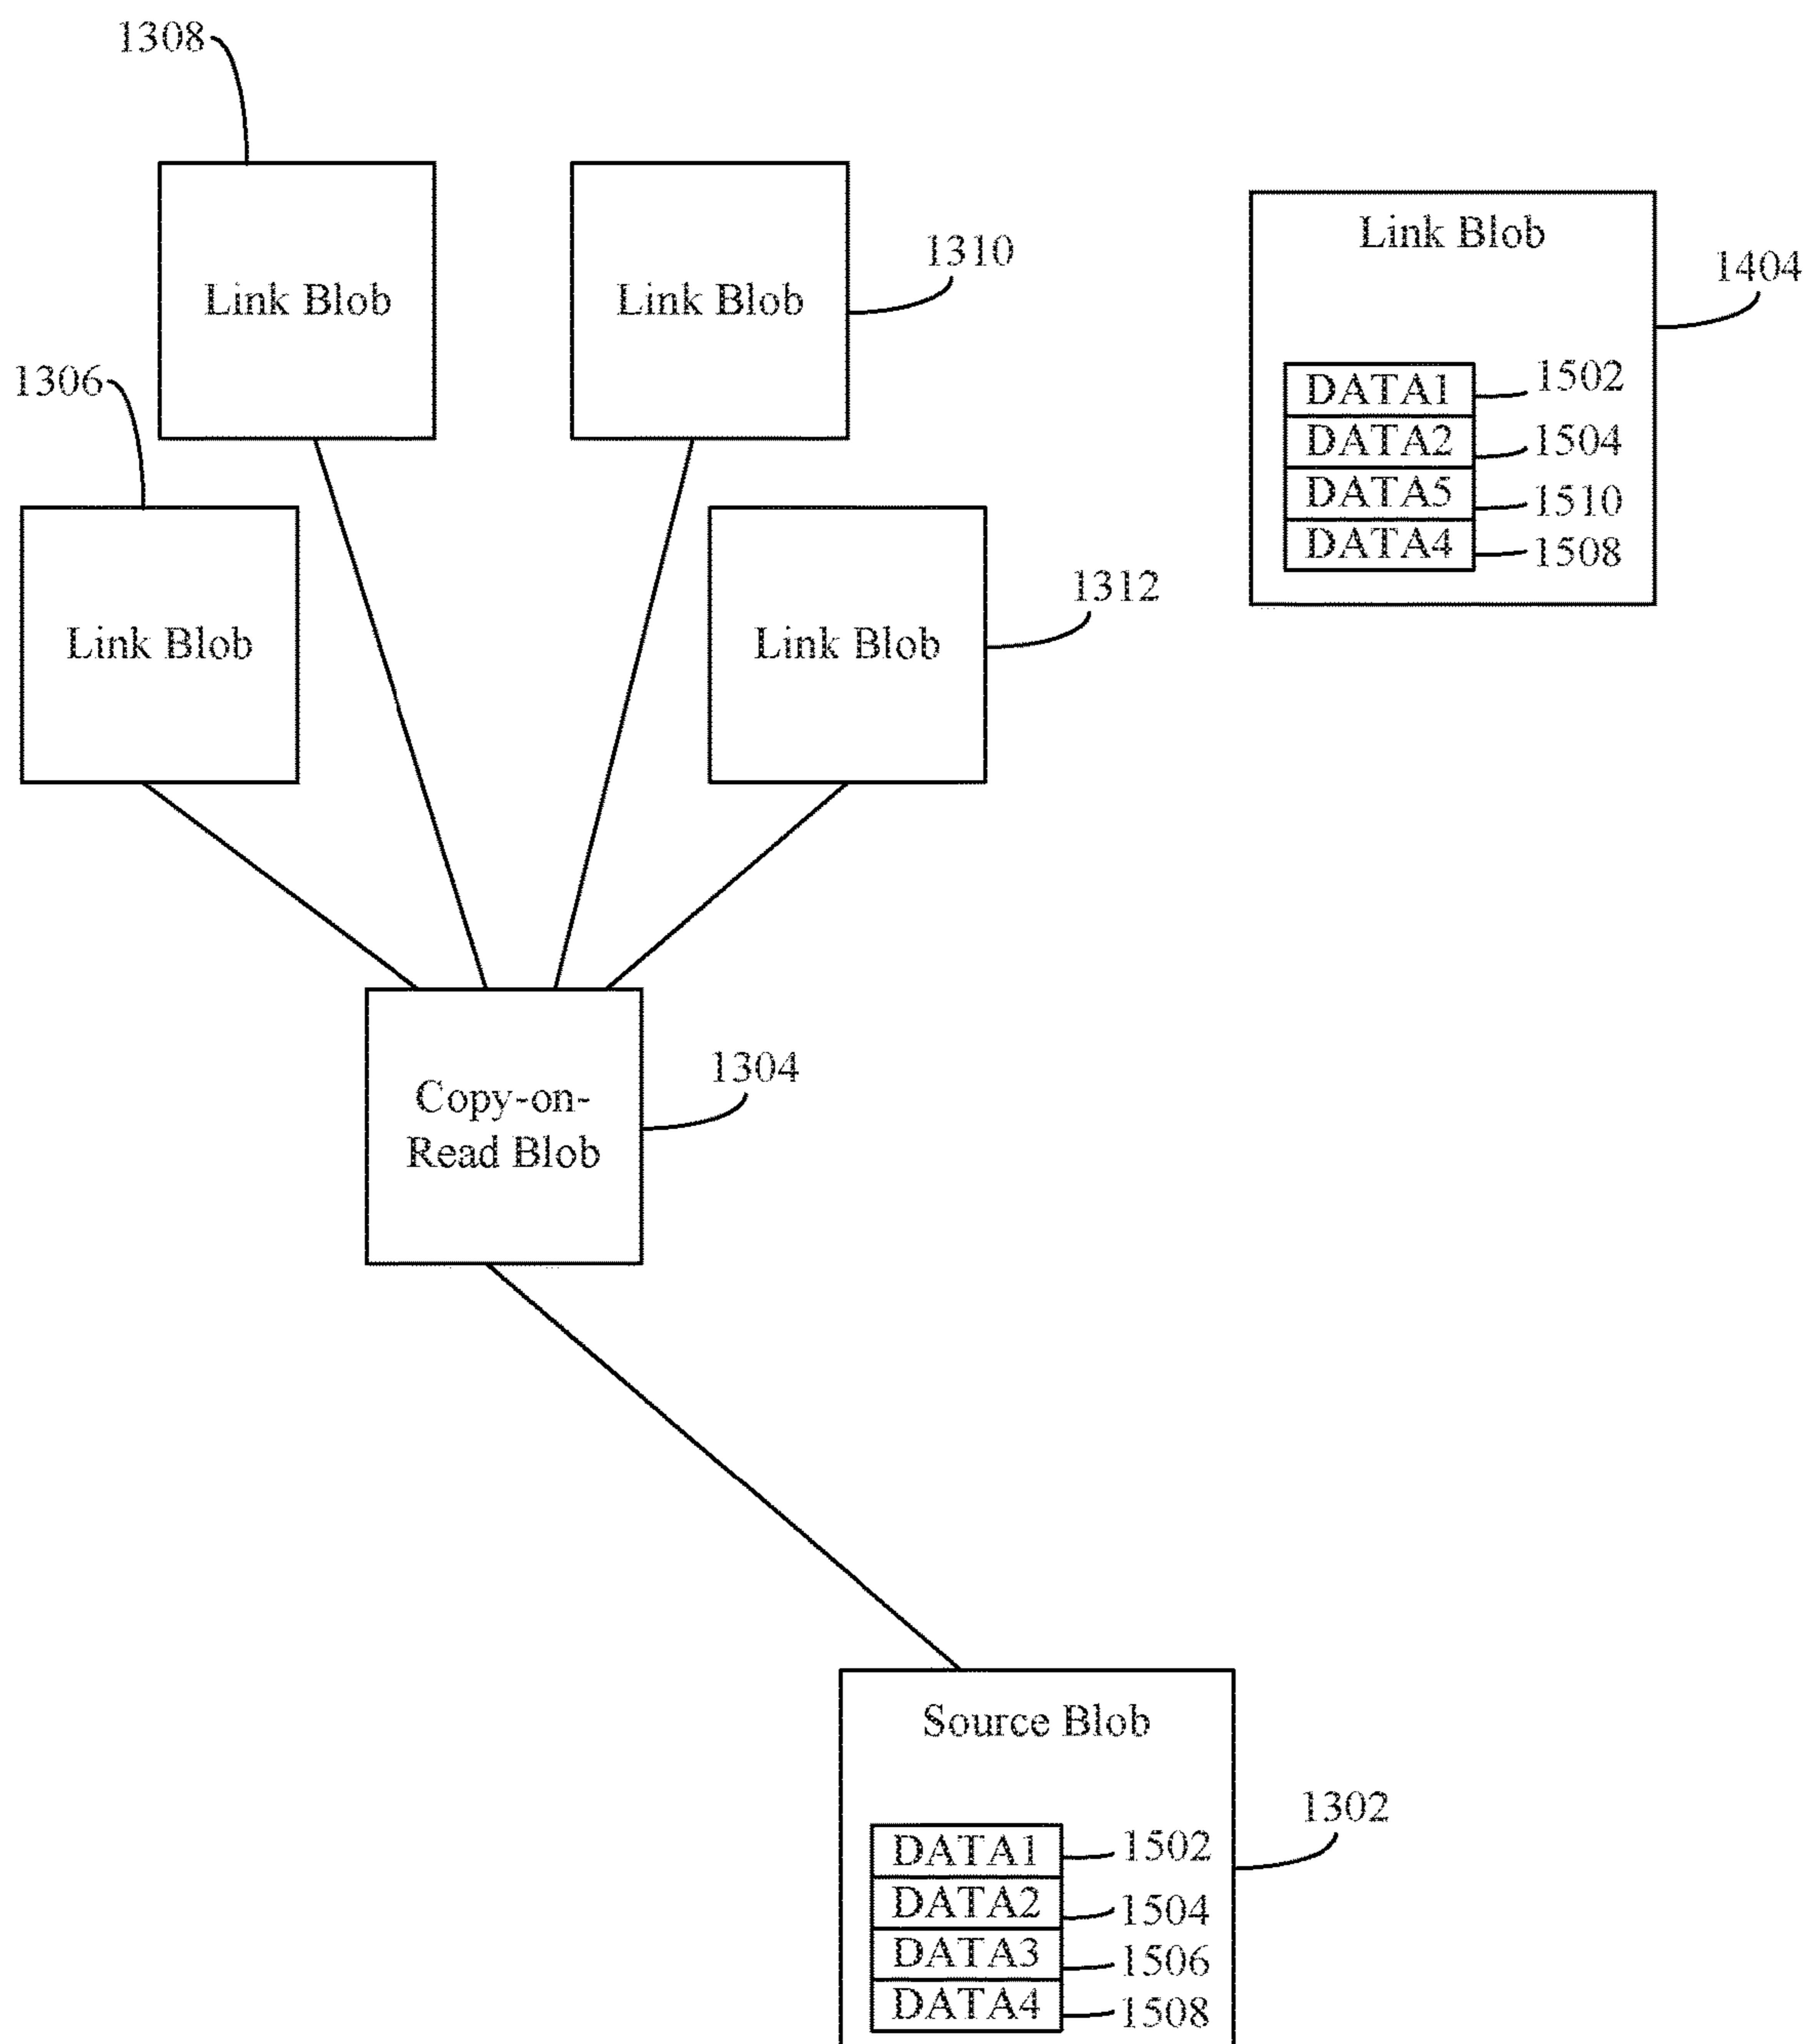 1308
Link Blob
Link Blob
1310
Link Blob
1404
DATA1
1502
DATA2
1504
DATA5
1510
DATA4
1508
1306
Link Blob
Link Blob
1312
Copy-on-
Read Blob
1304
Source Blob
1302
DATA1
1502
DATA2
1504
DATA3
1506
DATA4
1508